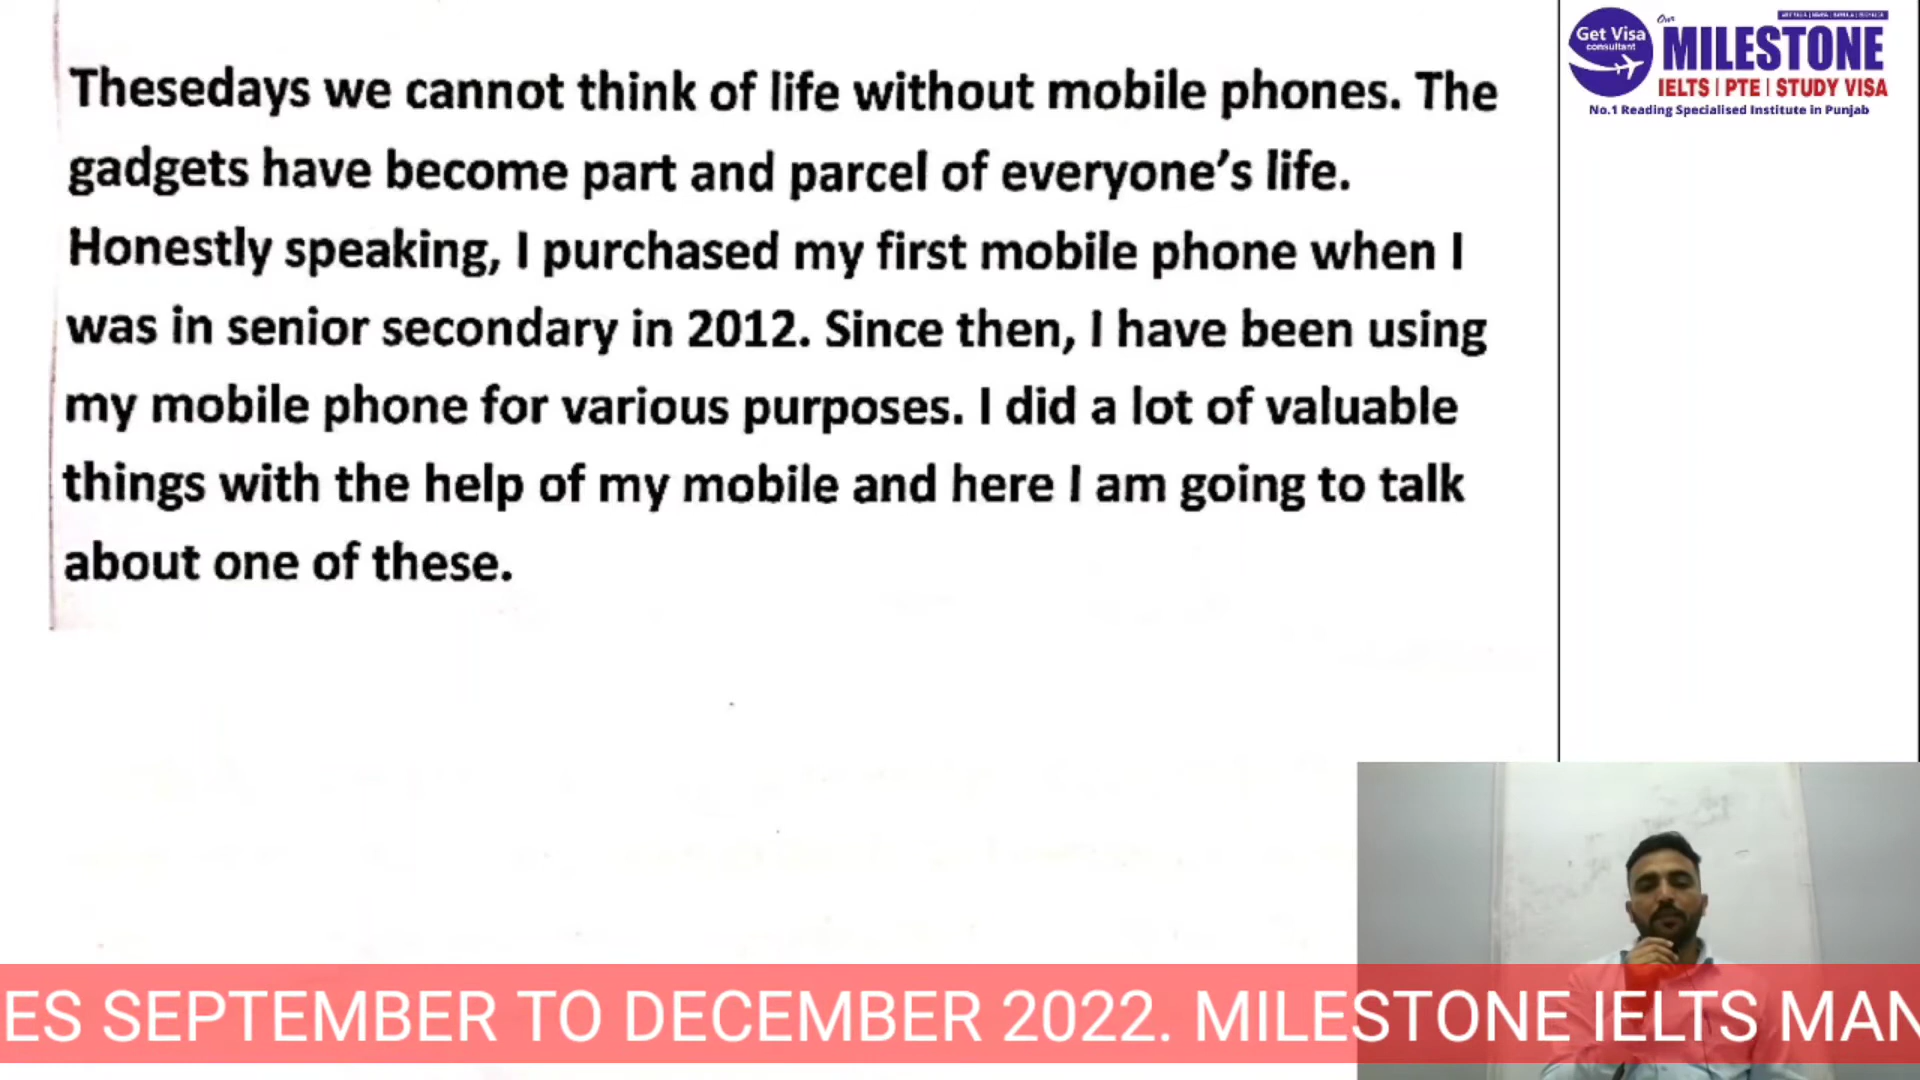 Thesedays we cannot think of life without mobile phones. The
gadgets have become part and parcel of everyone's life.
Honestly speaking, I purchased my first mobile phone when I
was in senior secondary in 2012. Since then, I have been using
my mobile phone for various purposes. I did a lot of valuable
things with the help of my mobile and here I am going to talk
about one of these.
Get Visa
consultant
Our
MILESTONE
IELTS | PTE | STUDY VISA
No.1 Reading Specialised Institute in Punjab
ES SEPTEMBER TO DECEMBER 2022. MILESTONE IELTS MAN